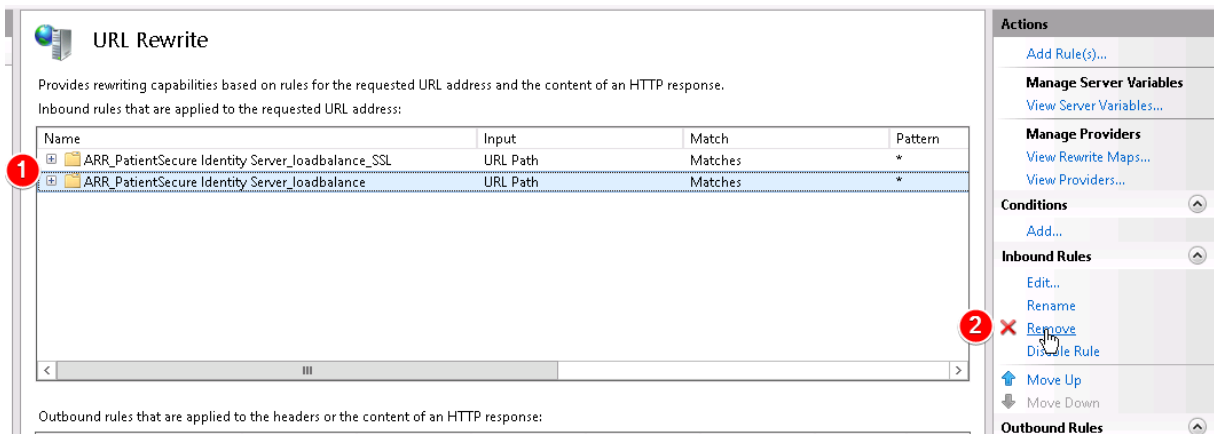 URL Rewrite
Provides rewriting capabilities based on rules for the requested URL address and the content of an HTTP response.
Inbound rules that are applied to the requested URL address:
Name Input Match Pattern
1
ARR_PatientSecure Identity Server_loadbalance_SSL URL Path Matches *
ARR_PatientSecure Identity Server_loadbalance URL Path Matches *
Outbound rules that are applied to the headers or the content of an HTTP response:
Actions
Add Rule(s)...
Manage Server Variables
View Server Variables...
Manage Providers
View Rewrite Maps...
View Providers...
Conditions
Add...
Inbound Rules
Edit...
Rename
2 Remove
Disable Rule
Move Up
Move Down
Outbound Rules